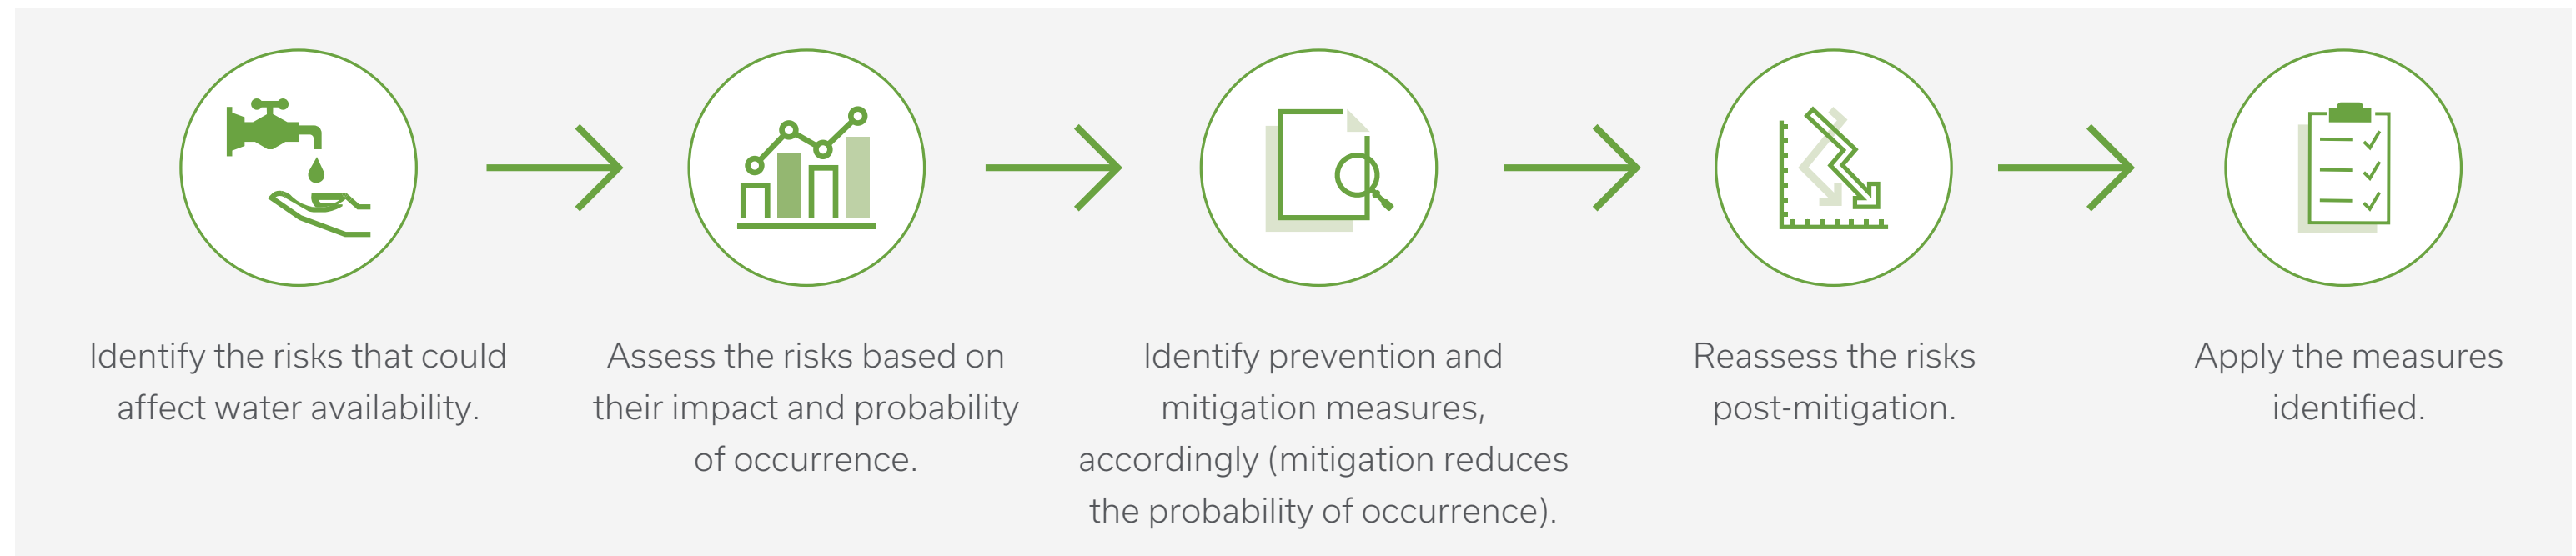 Identify the risks that could
affect water availability.
Assess the risks based on
their impact and probability
of occurrence.
Identify prevention and
mitigation measures,
accordingly (mitigation reduces
the probability of occurrence).
Reassess the risks
post-mitigation.
Apply the measures
identified.